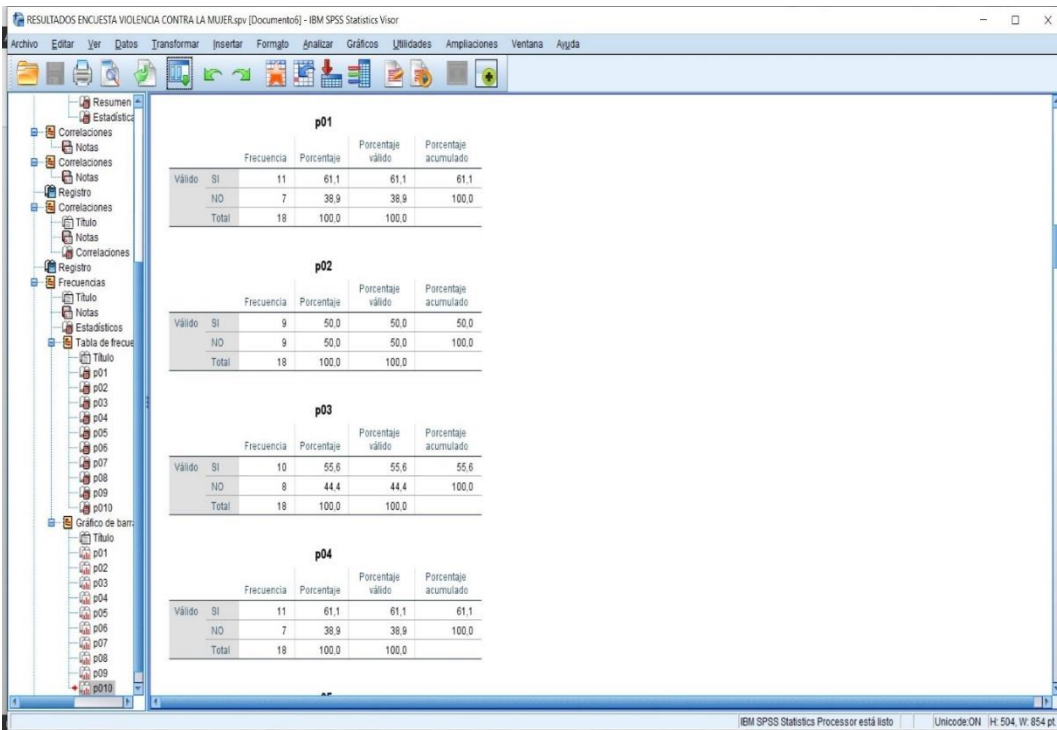 RESULTADOS ENCUESTA VIOLENCIA CONTRA LA MUJER.spv [Documento6] - IBM SPSS Statistics Visor
Archivo Editar Ver Datos Transformar Insertar Formato Analizar Gráficos Utilidades Ampliaciones Ventana Ayuda
Resumen
Estadística
Correlaciones
Notas
Correlaciones
Notas
Registro
Correlaciones
Título
Notas
Correlaciones
Registro
Frecuencias
Título
Notas
Estadísticos
Tabla de frecue
Título
p01
p02
p03
p04
p05
p06
p07
p08
p09
p010
Gráfico de barr
Título
p01
p02
p03
p04
p05
p06
p07
p08
p09
p010
p01
Frecuencia Porcentaje Porcentaje válido Porcentaje acumulado
Válido SI 11 61,1 61,1 61,1
NO 7 38,9 38,9 100,0
Total 18 100,0 100,0
p02
Frecuencia Porcentaje Porcentaje válido Porcentaje acumulado
Válido SI 9 50,0 50,0 50,0
NO 9 50,0 50,0 100,0
Total 18 100,0 100,0
p03
Frecuencia Porcentaje Porcentaje válido Porcentaje acumulado
Válido SI 10 55,6 55,6 55,6
NO 8 44,4 44,4 100,0
Total 18 100,0 100,0
p04
Frecuencia Porcentaje Porcentaje válido Porcentaje acumulado
Válido SI 11 61,1 61,1 61,1
NO 7 38,9 38,9 100,0
Total 18 100,0 100,0
IBM SPSS Statistics Processor está listo Unicode:ON H: 504, W: 854 pt.